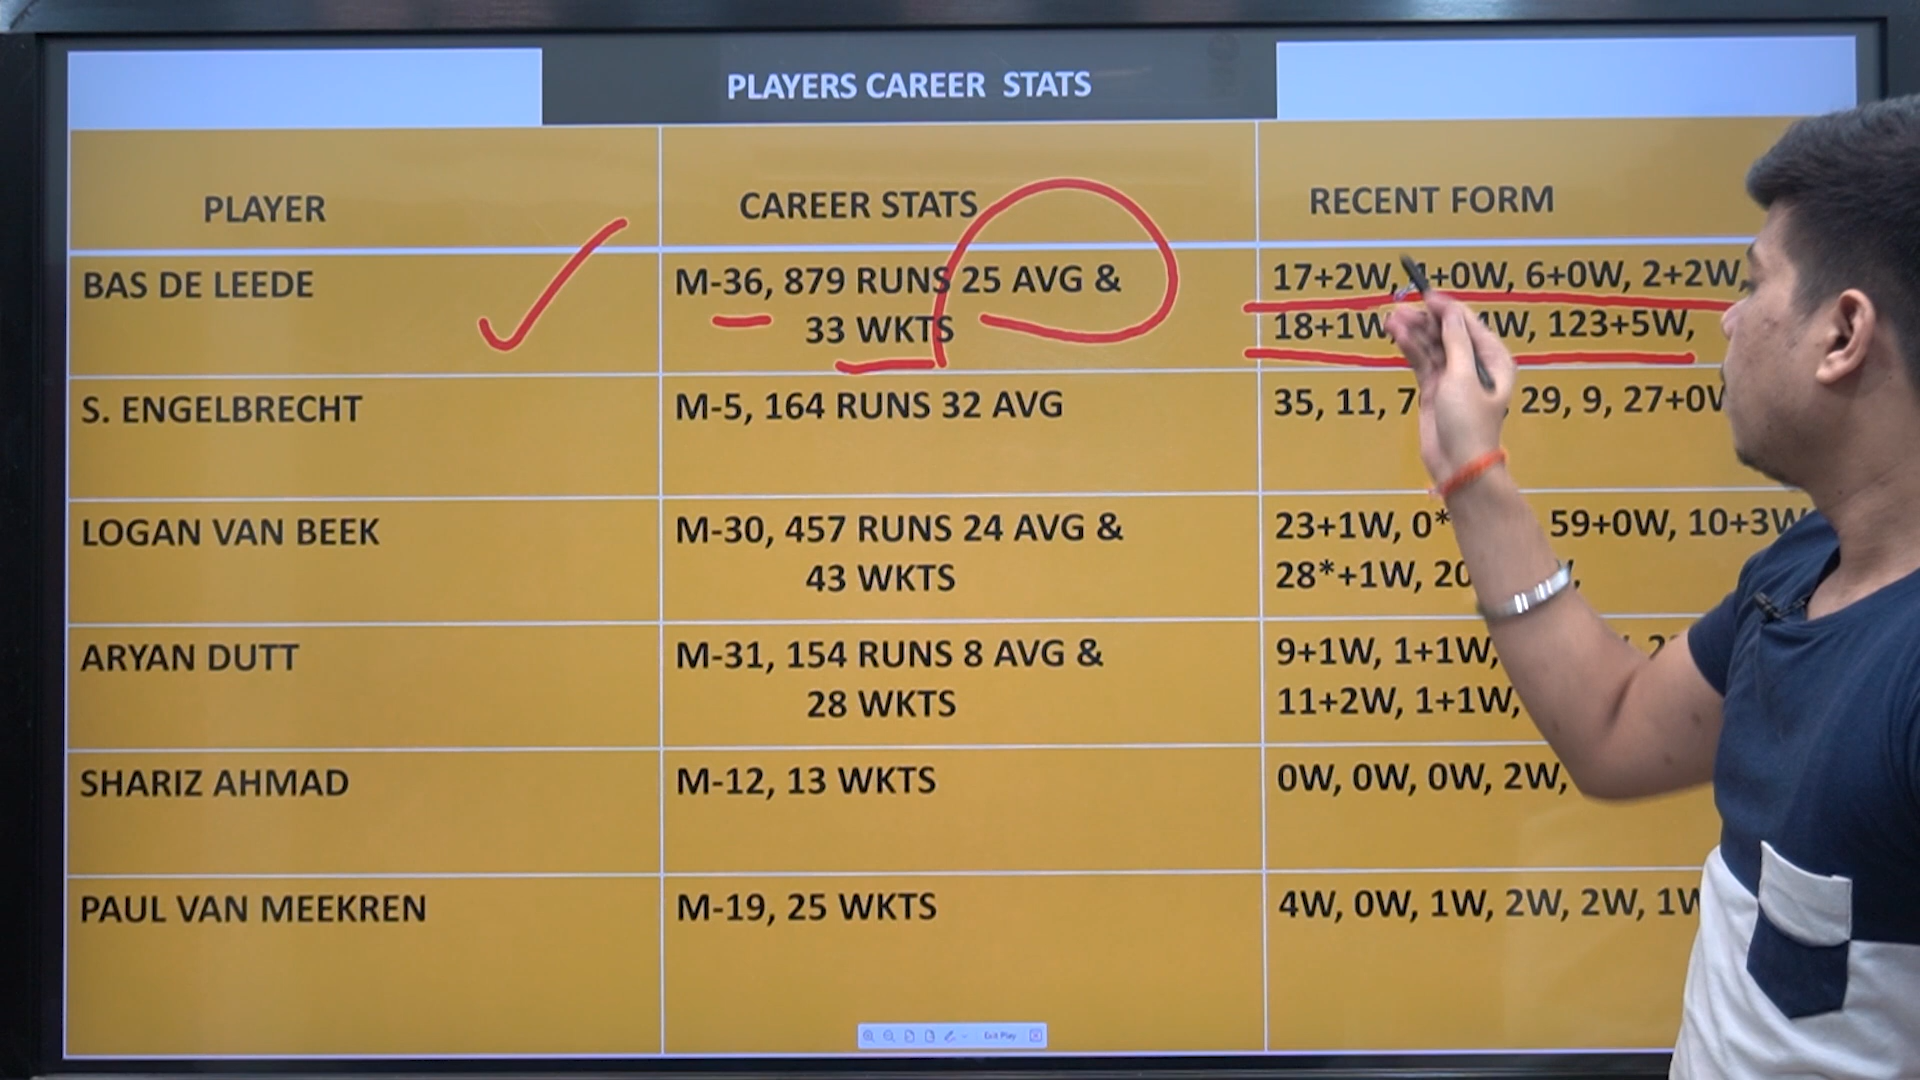 PLAYERS CAREER STATS
PLAYER
CAREER STATS
RECENT FORM
BAS DE LEEDE
M-36, 879 RUNS 25 AVG &
33 WKTS
17+2W, +0W, 6+0W, 2+2W,
18+1W, 4W, 123+5W,
S. ENGELBRECHT
M-5, 164 RUNS 32 AVG
35, 11, 29, 9, 27+0W
LOGAN VAN BEEK
M-30, 457 RUNS 24 AVG &
43 WKTS
23+1W, 0* 59+0W, 10+3W
28*+1W, 20
ARYAN DUTT
M-31, 154 RUNS 8 AVG &
28 WKTS
9+1W, 1+1W,
11+2W, 1+1W,
SHARIZ AHMAD
M-12, 13 WKTS
0W, 0W, 0W, 2W,
PAUL VAN MEEKREN
M-19, 25 WKTS
4W, 0W, 1W, 2W, 2W, 1W
Exit Play